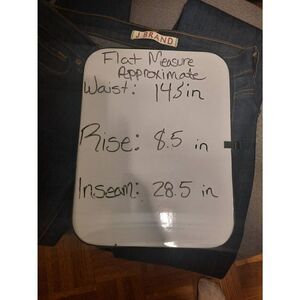 J BRAND
Flat Measure
Approximate
Waist: 14.5 in
Rise: 8.5 in
Inseam: 28.5 in